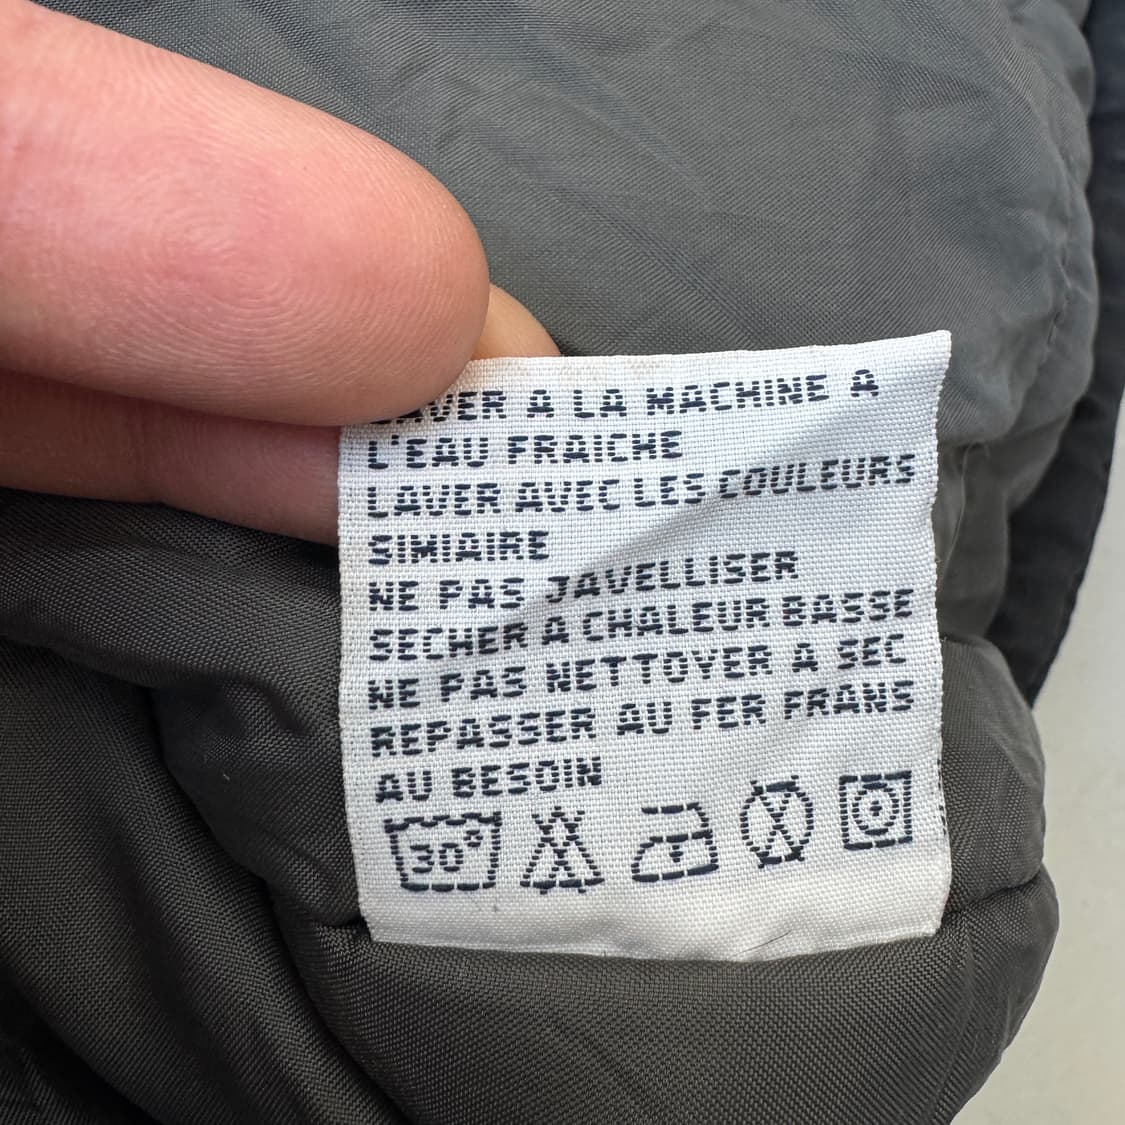 LAVER A LA MACHINE A
L'EAU FRAICHE
LAVER AVEC LES COULEURS
SIMIAIRE
NE PAS JAVELLISER
SECHER A CHALEUR BASSE
NE PAS NETTOYER A SEC
REPASSER AU FER FRANS
AU BESOIN
30°